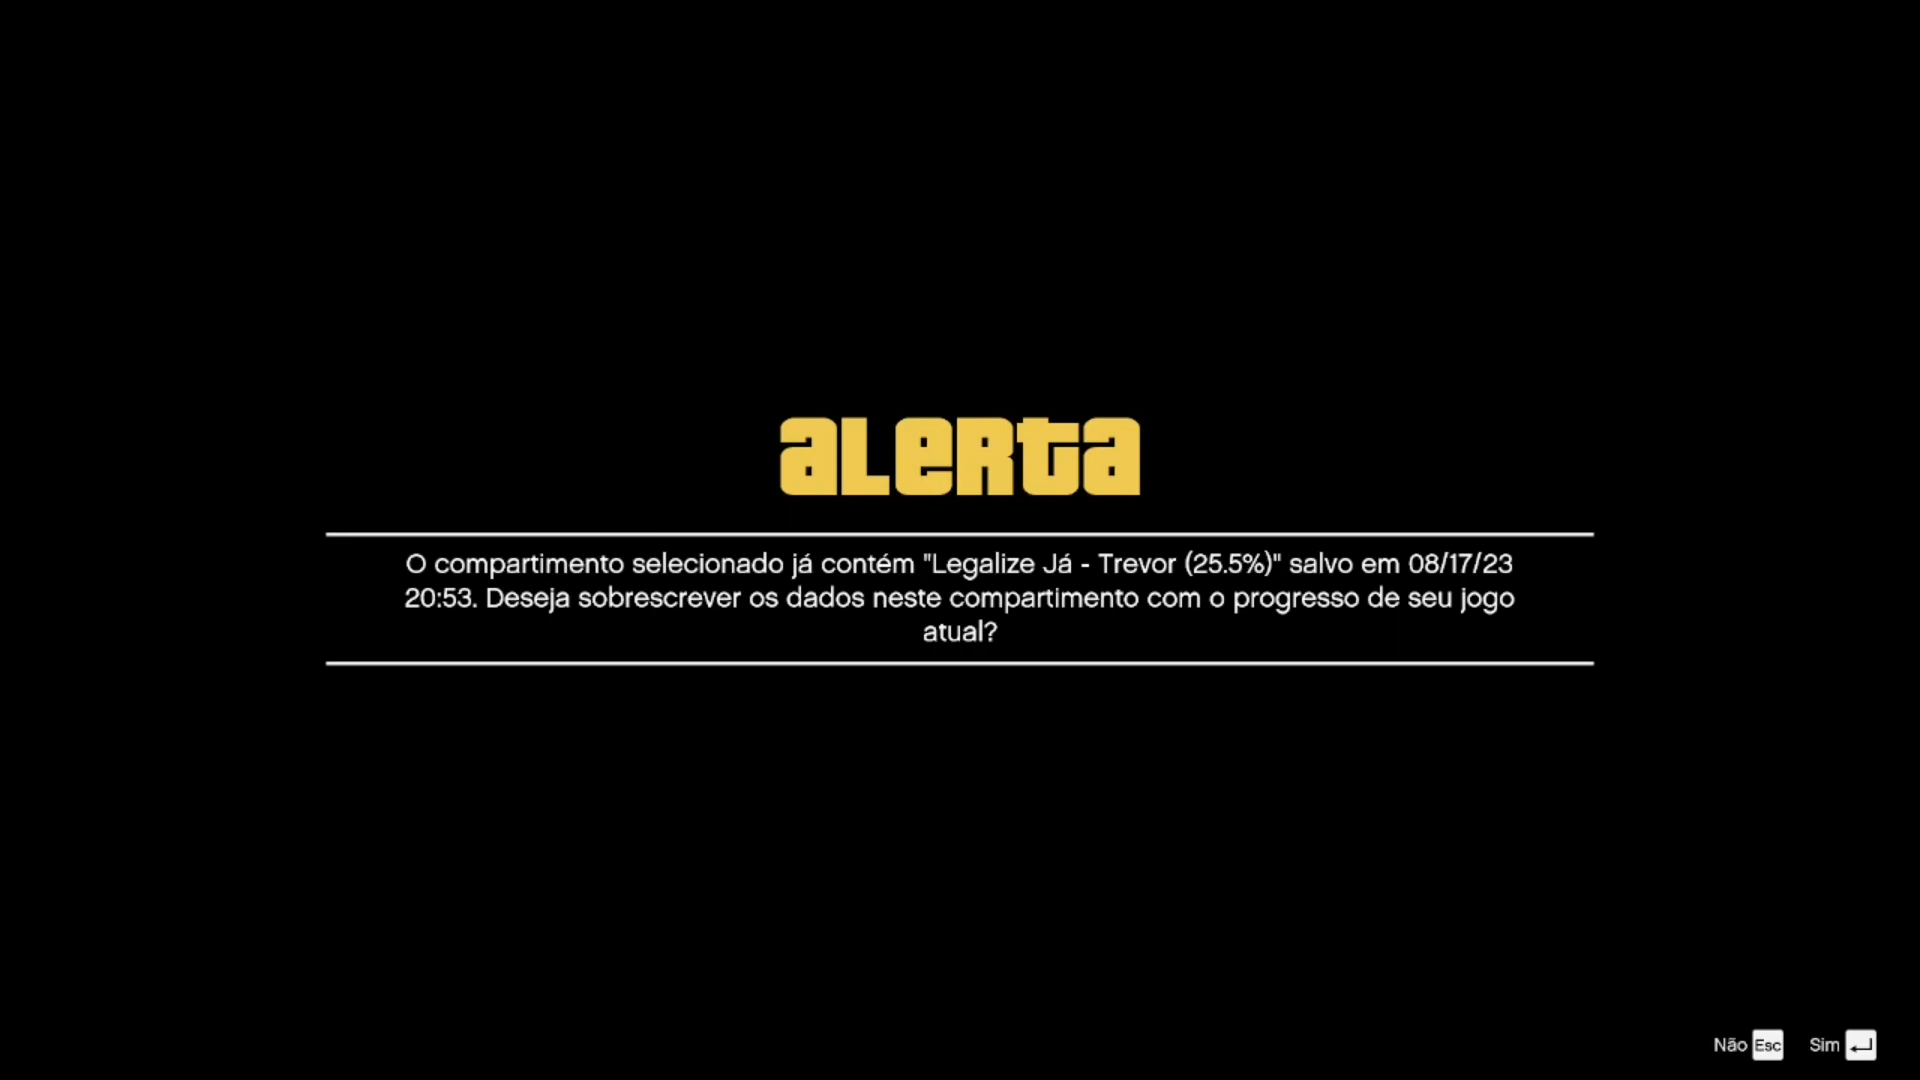 aLeRta
O compartimento selecionado já contém "Legalize Já - Trevor (25.5%)" salvo em 08/17/23
20:53. Deseja sobrescrever os dados neste compartimento com o progresso de seu jogo
atual?
Não Esc Sim